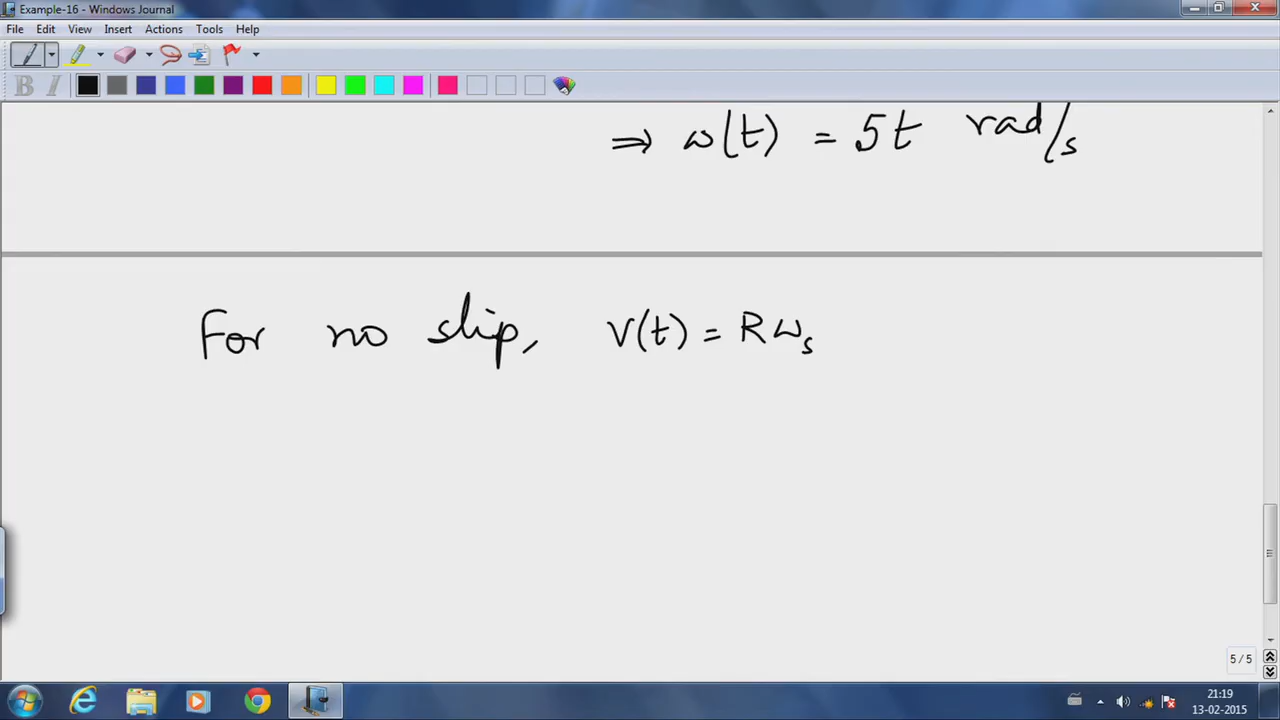 Example-16 - Windows Journal
File Edit View Insert Actions Tools Help
B I
⇒ ω(t) = 5t rad/s
For no slip, V(t) = Rωs
5 / 5
21:19
13-02-2015